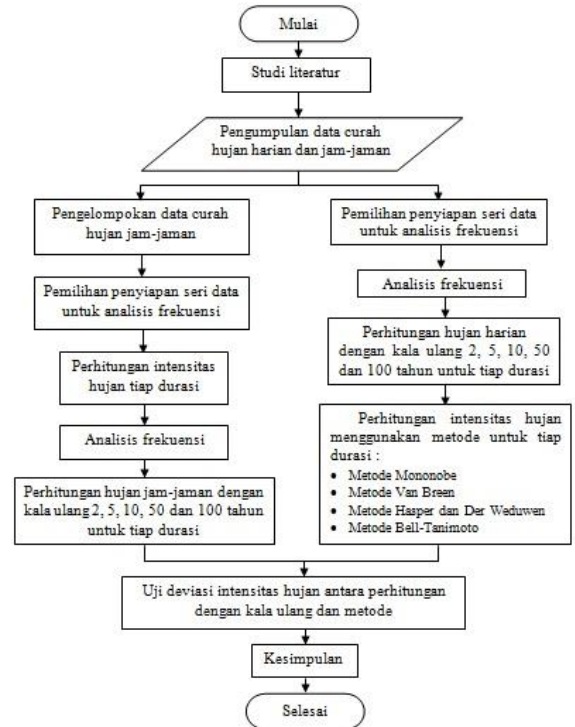 Mulai
Studi literatur
Pengumpulan data curah
hujan harian dan jam-jaman
Pengelompokan data curah
hujan jam-jaman
Pemilihan penyiapan seri data
untuk analisis frekuensi
Perhitungan intensitas
hujan tiap durasi
Analisis frekuensi
Perhitungan hujan jam-jaman dengan
kala ulang 2, 5, 10, 50 dan 100 tahun
untuk tiap durasi
Pemilihan penyiapan seri data
untuk analisis frekuensi
Analisis frekuensi
Perhitungan hujan harian
dengan kala ulang 2, 5, 10, 50
dan 100 tahun untuk tiap durasi
Perhitungan intensitas hujan
menggunakan metode untuk tiap
durasi :
• Metode Mononobe
• Metode Van Breen
• Metode Hasper dan Der Weduwen
• Metode Bell-Tanimoto
Uji deviasi intensitas hujan antara perhitungan
dengan kala ulang dan metode
Kesimpulan
Selesai